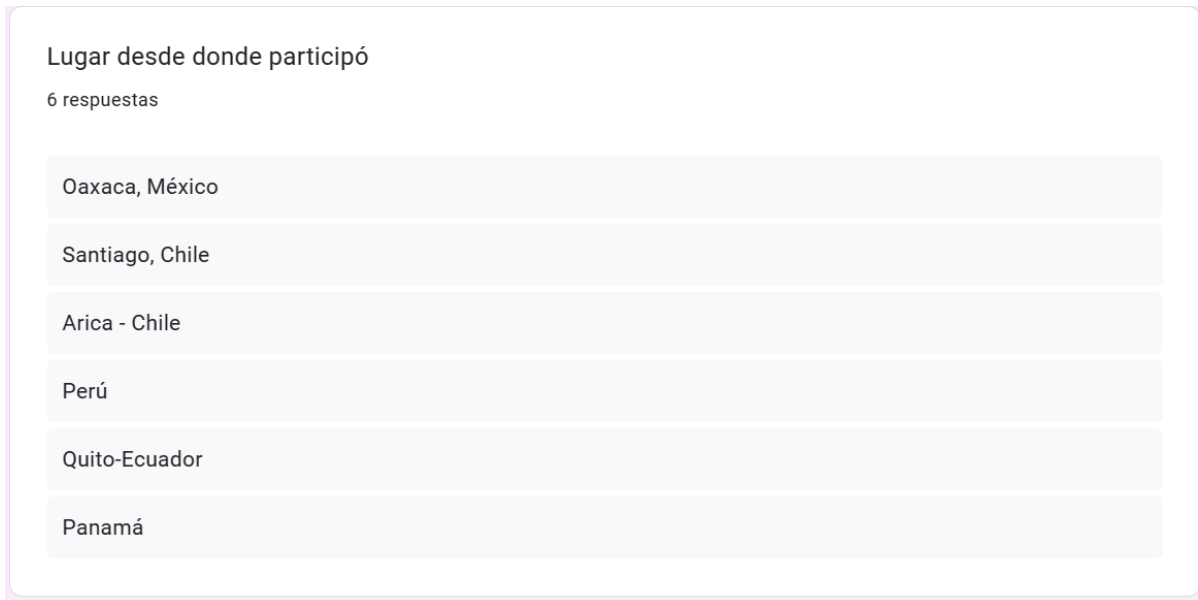 Lugar desde donde participó
6 respuestas
Oaxaca, México
Santiago, Chile
Arica - Chile
Perú
Quito-Ecuador
Panamá